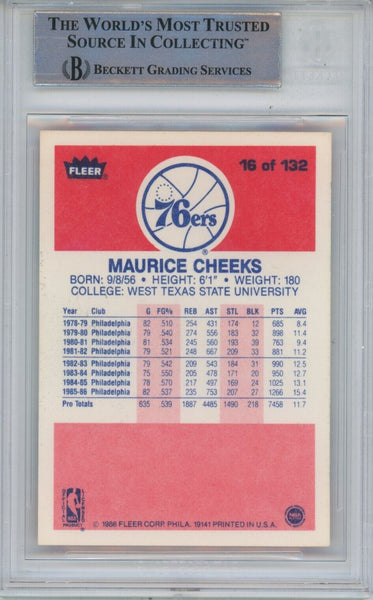 THE WORLD'S MOST TRUSTED
SOURCE IN COLLECTING™
B BECKETT GRADING SERVICES
FLEER®
16 of 132
76ers
®
MAURICE CHEEKS
BORN: 9/8/56 • HEIGHT: 6'1" • WEIGHT: 180
COLLEGE: WEST TEXAS STATE UNIVERSITY
Year Club G FG% REB AST STL BLK PTS AVG
1978-79 Philadelphia 82 .510 254 431 174 12 685 8.4
1979-80 Philadelphia 79 .540 274 556 183 32 898 11.4
1980-81 Philadelphia 81 .534 245 560 193 39 763 9.4
1981-82 Philadelphia 79 .521 248 667 209 33 881 11.2
1982-83 Philadelphia 79 .542 209 543 184 31 990 12.5
1983-84 Philadelphia 75 .550 205 478 171 20 950 12.7
1984-85 Philadelphia 78 .570 217 497 169 24 1025 13.1
1985-86 Philadelphia 82 .537 235 753 207 27 1266 15.4
Pro Totals 635 .539 1887 4485 1490 218 7458 11.7
© 1986 FLEER CORP. PHILA. 19141 PRINTED IN U.S.A.